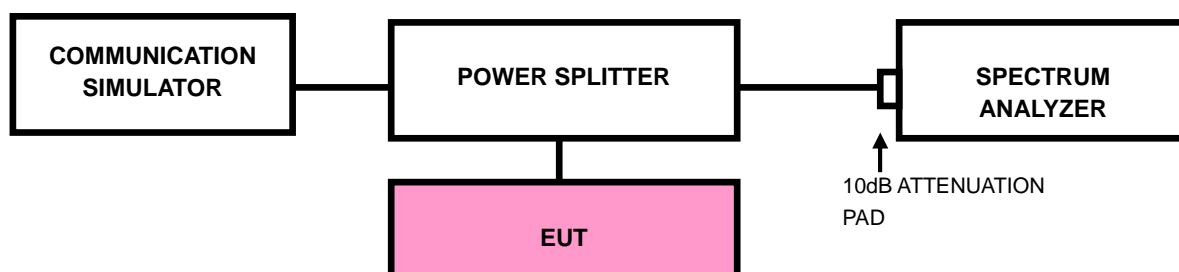 COMMUNICATION
SIMULATOR
POWER SPLITTER
SPECTRUM
ANALYZER
10dB ATTENUATION
PAD
EUT